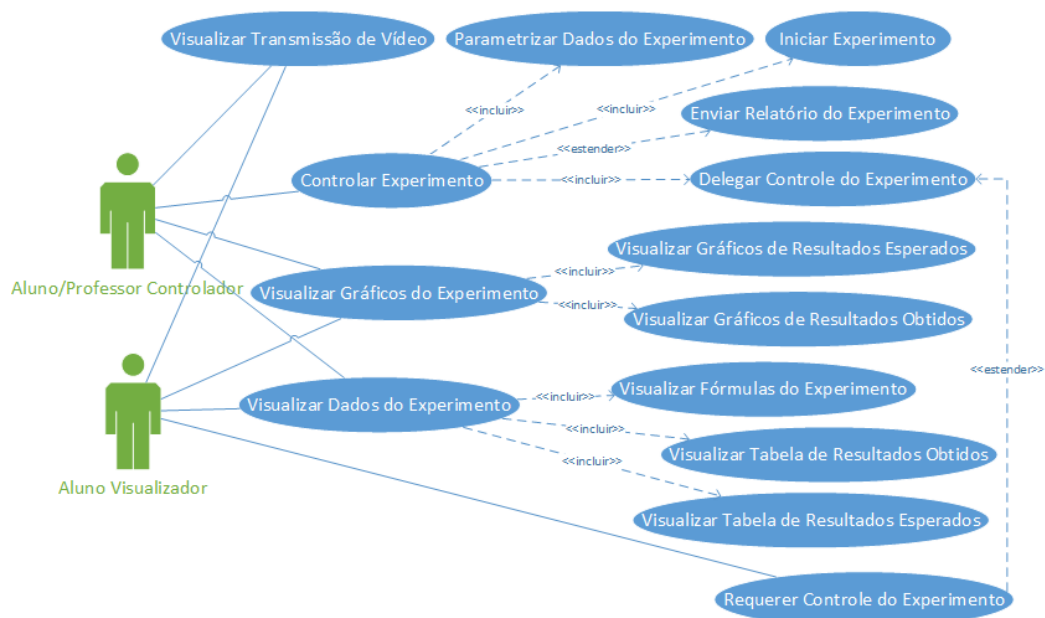 Visualizar Transmissão de Vídeo
Parametrizar Dados do Experimento
Iniciar Experimento
<<incluir>>
<<incluir>>
Enviar Relatório do Experimento
<<estender>>
Controlar Experimento
<<incluir>>
Delegar Controle do Experimento
Aluno/Professor Controlador
Visualizar Gráficos de Resultados Esperados
<<incluir>>
Visualizar Gráficos do Experimento
<<incluir>>
Visualizar Gráficos de Resultados Obtidos
<<estender>>
Visualizar Fórmulas do Experimento
<<incluir>>
Visualizar Dados do Experimento
<<incluir>>
Visualizar Tabela de Resultados Obtidos
<<incluir>>
Aluno Visualizador
Visualizar Tabela de Resultados Esperados
Requerer Controle do Experimento